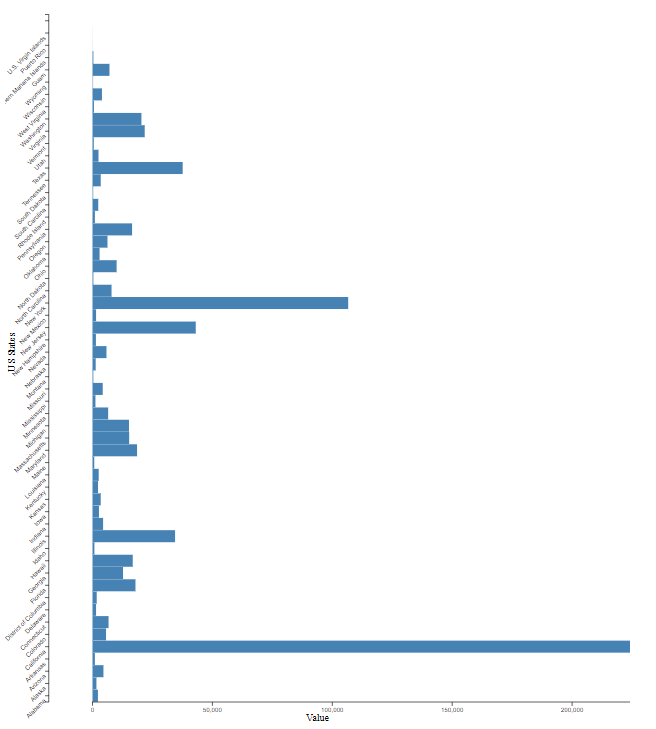 U.S. Virgin Islands
Puerto Rico
ern Mariana Islands
Guam
Wyoming
Wisconsin
West Virginia
Washington
Virginia
Vermont
Utah
Texas
Tennessee
South Dakota
South Carolina
Rhode Island
Pennsylvania
Oregon
Oklahoma
Ohio
North Dakota
North Carolina
New York
New Mexico
New Jersey
New Hampshire
Nevada
Nebraska
Montana
Missouri
Mississippi
Minnesota
Michigan
Massachusetts
Maryland
Maine
Louisiana
Kentucky
Kansas
Iowa
Indiana
Illinois
Idaho
Hawaii
Georgia
Florida
District of Columbia
Delaware
Connecticut
Colorado
California
Arkansas
Arizona
Alaska
Alabama
U S States
0
50,000
100,000
150,000
200,000
Value